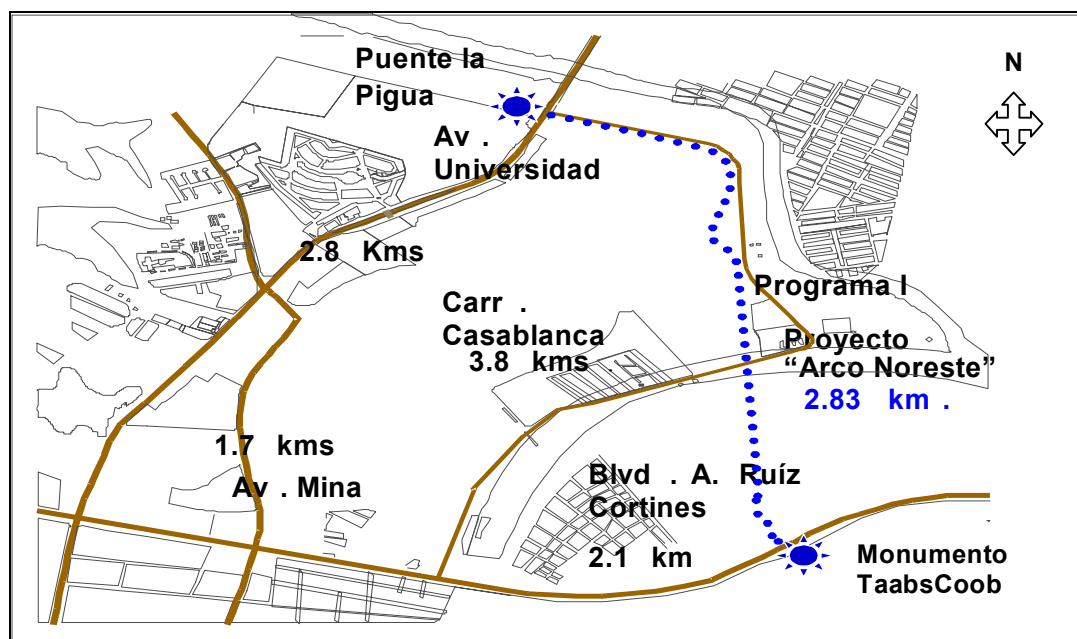 Puente la
Pigua
N
Av .
Universidad
2.8 Kms
Programa I
Carr .
Casablanca
3.8 kms
Proyecto
“Arco Noreste”
2.83 km .
1.7 kms
Av . Mina
Blvd . A. Ruíz
Cortines
2.1 km
Monumento
TaabsCoob